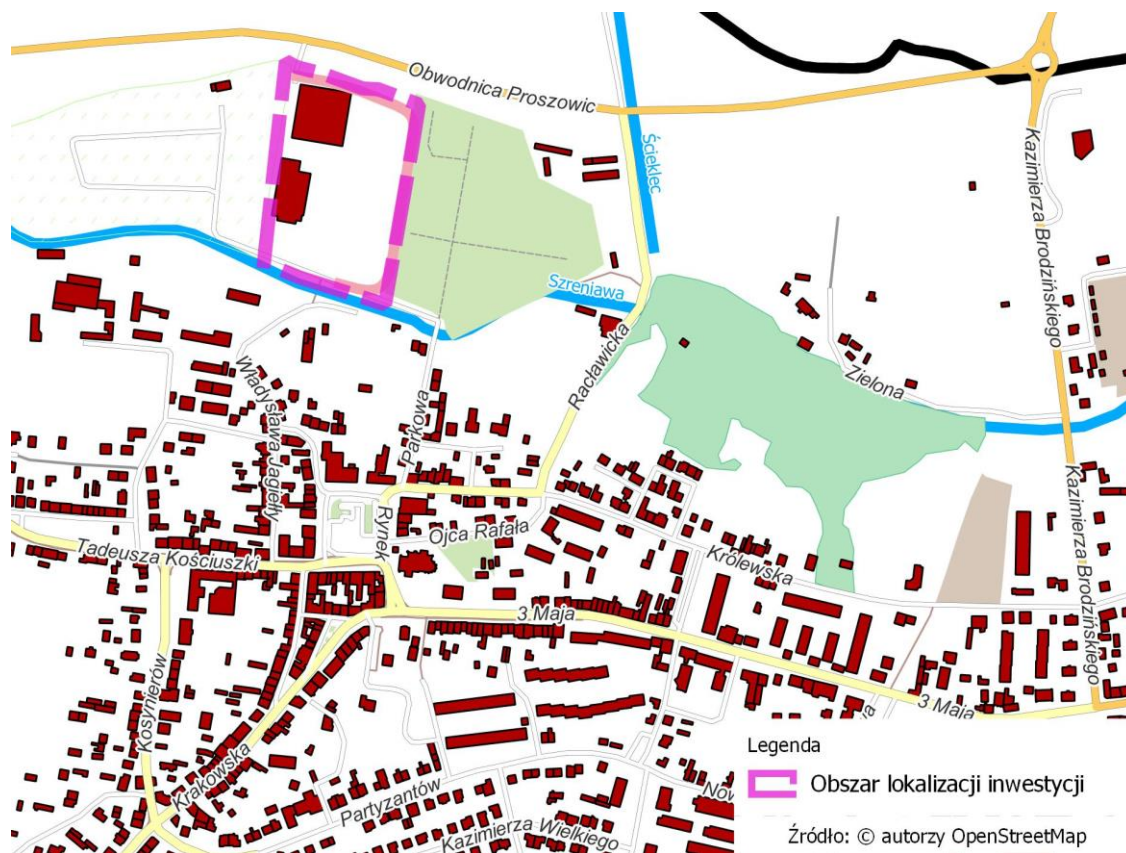 Obwodnica Proszowic
Ścieklec
Kazimierza Brodzińskiego
Szreniawa
Racławicka
Zielona
Władysława Jagiełły
Parkowa
Rynek
Ojca Rafała
Tadeusza Kościuszki
Królewska
Kazimierza Brodzińskiego
3 Maja
Kosynierów
Krakowska
3 Maja
Partyzantów
Kazimierza Wielkiego
Legenda
Obszar lokalizacji inwestycji
Źródło: © autorzy OpenStreetMap